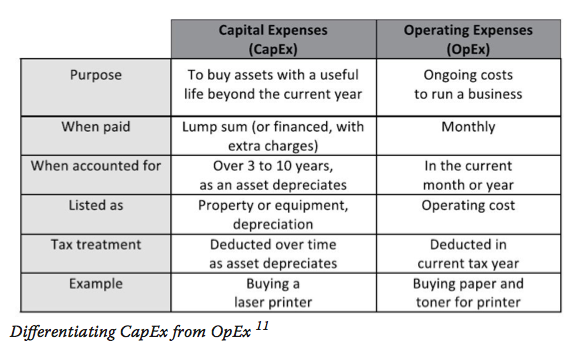 Capital Expenses Operating Expenses
(CapEx) (OpEx)
Purpose To buy assets with a useful Ongoing costs
life beyond the current year to run a business
When paid Lump sum (or financed, with Monthly
extra charges)
When accounted for Over 3 to 10 years, In the current
as an asset depreciates month or year
Listed as Property or equipment, Operating cost
depreciation
Tax treatment Deducted over time Deducted in
as asset depreciates current tax year
Example Buying a Buying paper and
laser printer toner for printer
Differentiating CapEx from OpEx 11